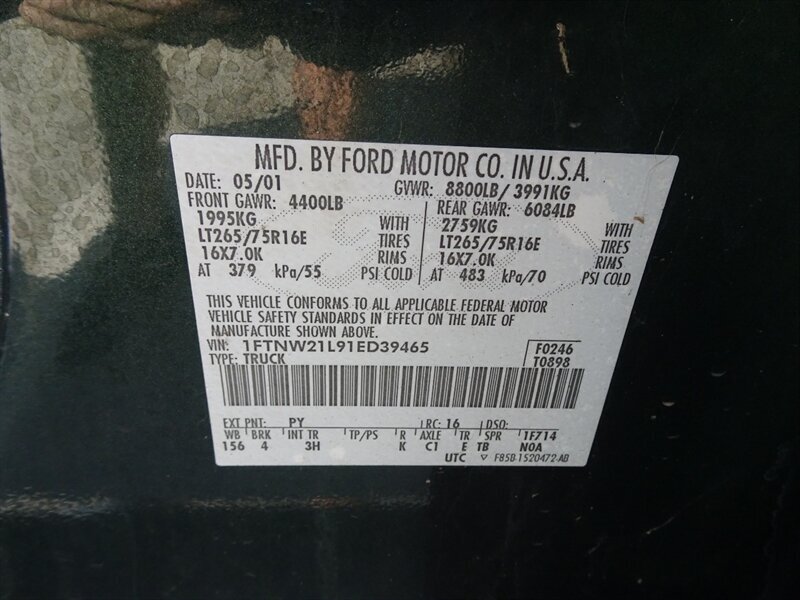 MFD. BY FORD MOTOR CO. IN U.S.A.
DATE: 05/01 GVWR: 8800LB/ 3991KG
FRONT GAWR: 4400LB REAR GAWR: 6084LB
1995KG WITH 2759KG WITH
LT265/75R16E TIRES LT265/75R16E TIRES
16X7.0K RIMS 16X7.0K RIMS
AT 379 kPa/55 PSI COLD AT 483 kPa/70 PSI COLD
THIS VEHICLE CONFORMS TO ALL APPLICABLE FEDERAL MOTOR
VEHICLE SAFETY STANDARDS IN EFFECT ON THE DATE OF
MANUFACTURE SHOWN ABOVE.
VIN: 1FTNW21L91ED39465 F0246
TYPE: TRUCK T0898
EXT PNT: PY RC: 16 DSO:
WB BRK INT TR TP/PS R AXLE TR SPR 1F714
156 4 3H K C1 E TB N0A
UTC ▽ F85B-1520472-AB